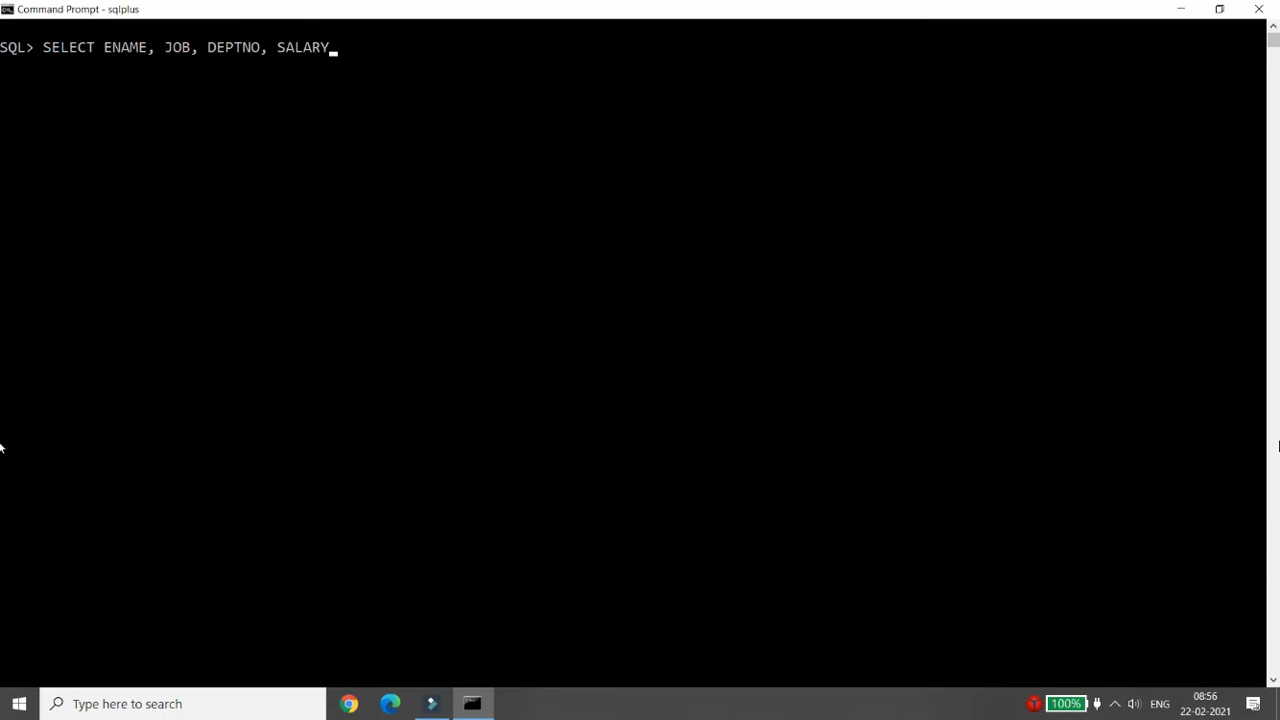 Command Prompt - sqlplus
SQL> SELECT ENAME, JOB, DEPTNO, SALARY
Type here to search
100%
ENG
08:56
22-02-2021